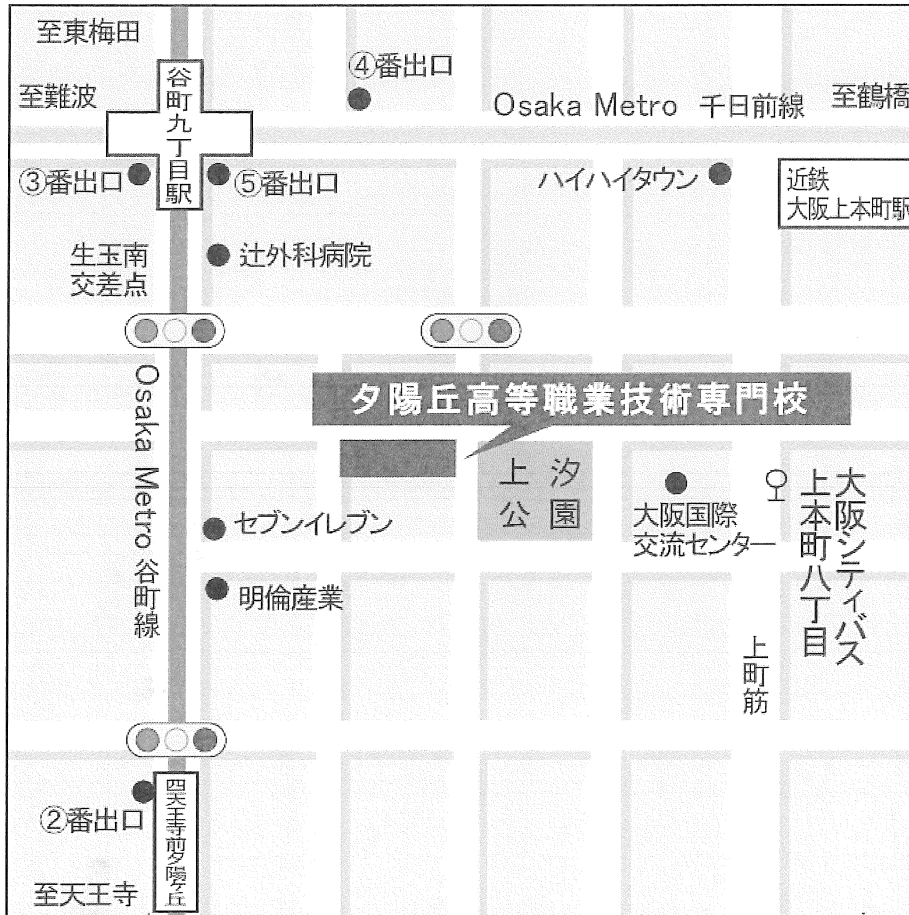 至東梅田
④番出口
至難波
谷町九丁目駅
Osaka Metro 千日前線
至鶴橋
③番出口
⑤番出口
ハイハイタウン
近鉄
大阪上本町駅
生玉南
交差点
辻外科病院
Osaka Metro 谷町線
夕陽丘高等職業技術専門校
上汐
公園
大阪国際
交流センター
大阪シティバス
上本町八丁目
セブンイレブン
明倫産業
上町筋
②番出口
四天王寺前夕陽ヶ丘
至天王寺